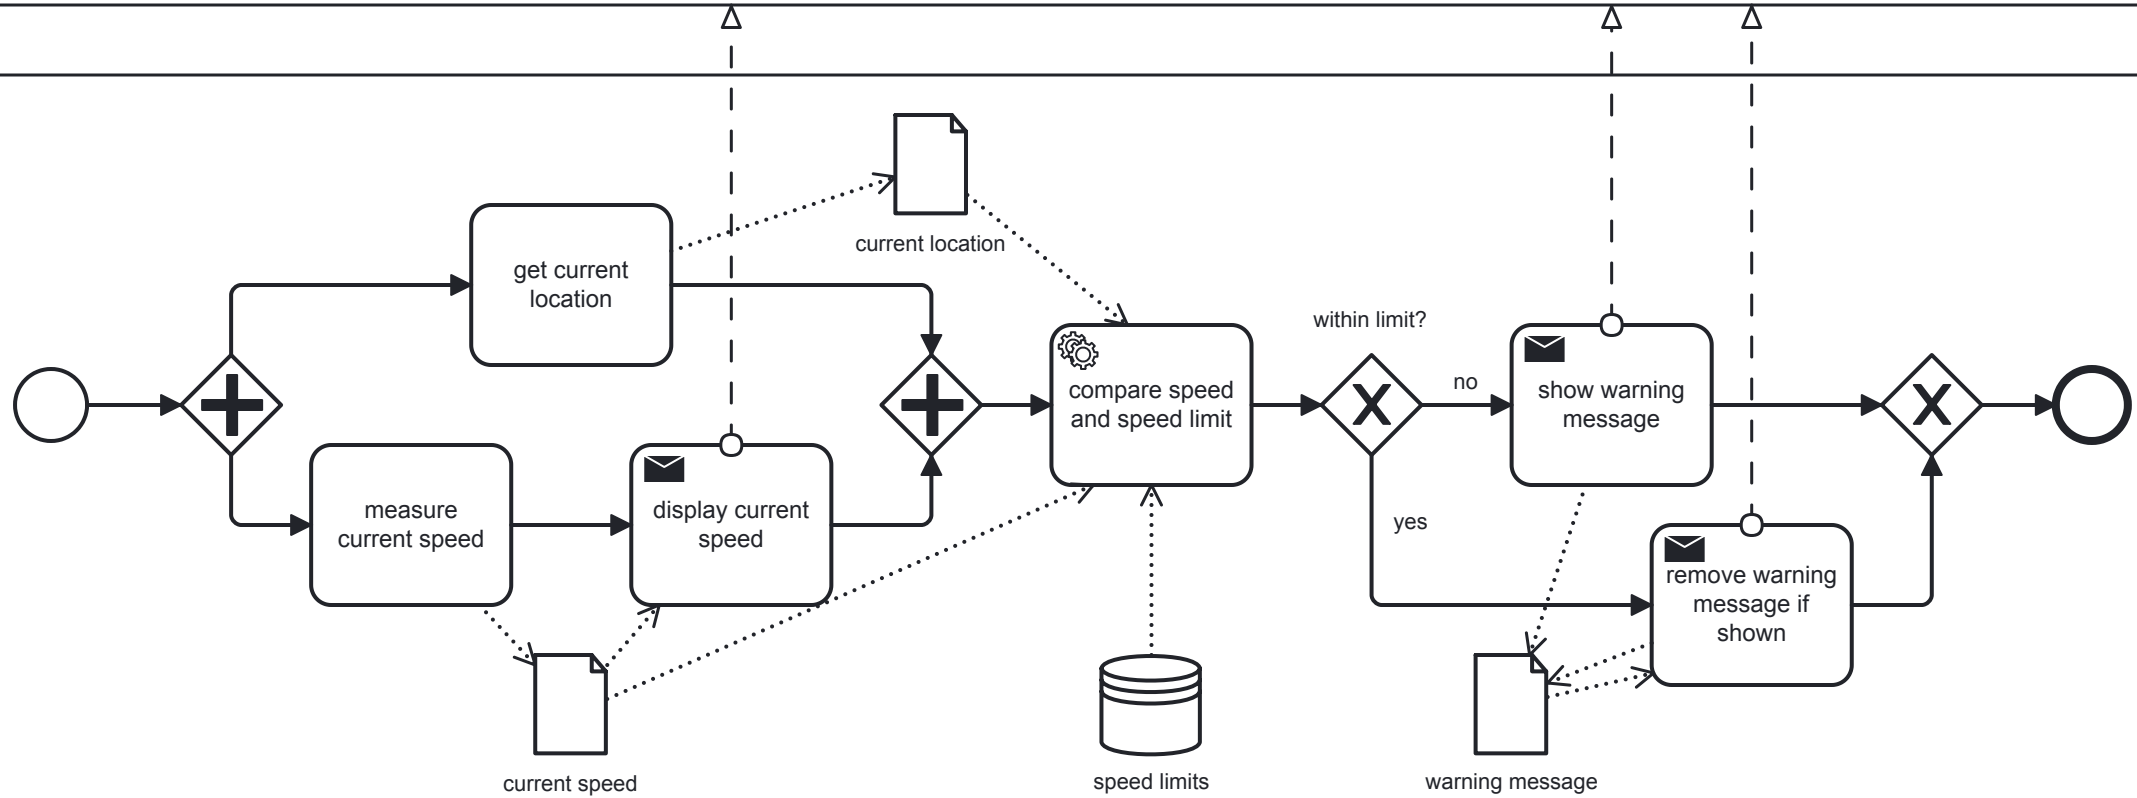 current location
get current
location
within limit?
compare speed
and speed limit
no
show warning
message
measure
current speed
display current
speed
yes
remove warning
message if
shown
current speed
speed limits
warning message